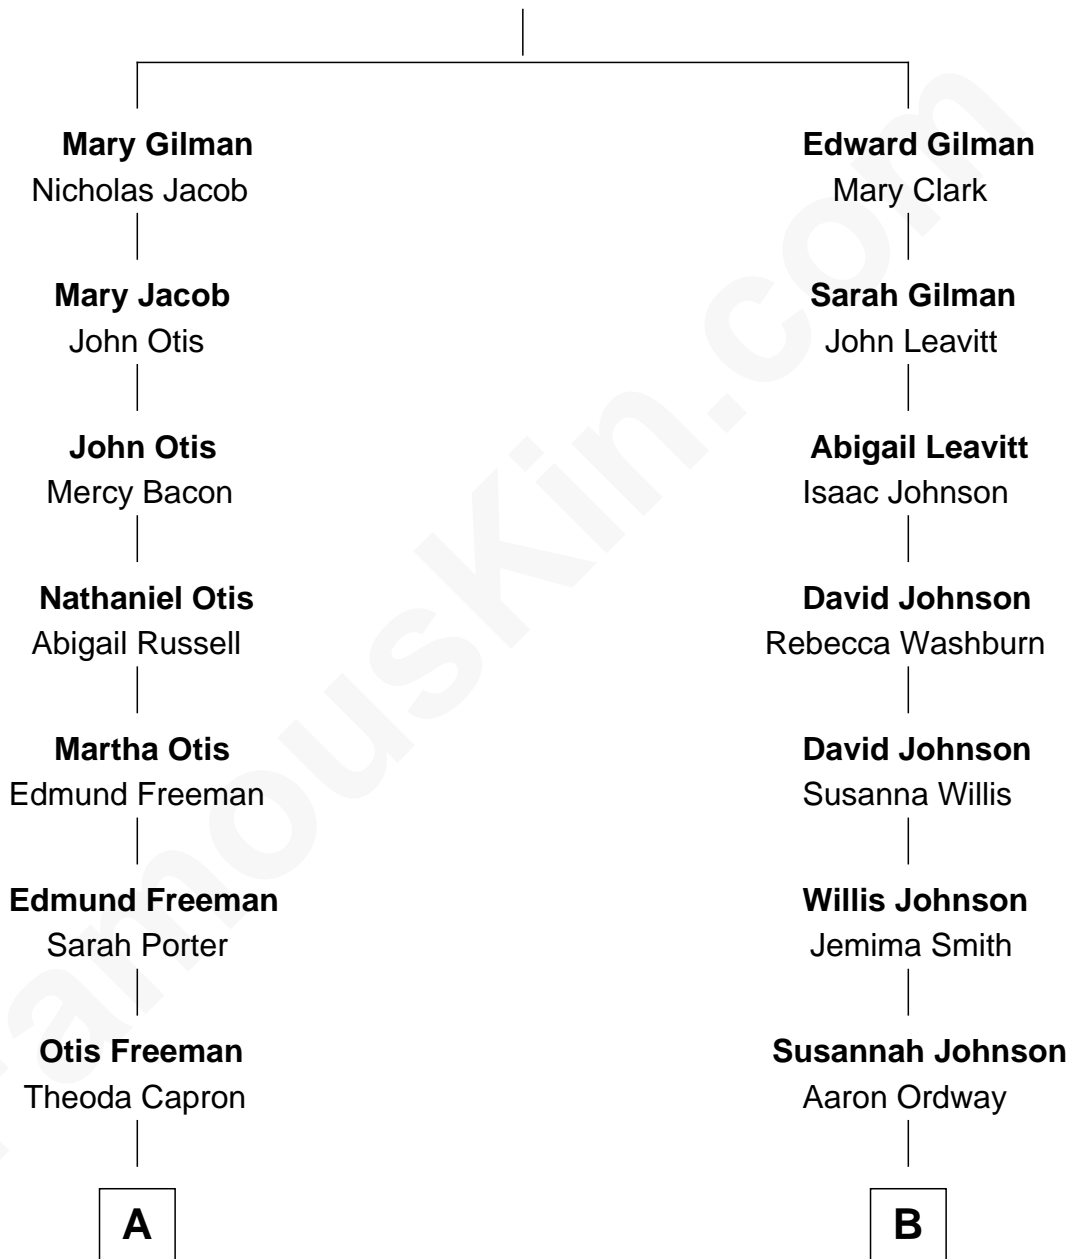 Mary Gilman
Nicholas Jacob
Mary Jacob
John Otis
John Otis
Mercy Bacon
Nathaniel Otis
Abigail Russell
Martha Otis
Edmund Freeman
Edmund Freeman
Sarah Porter
Otis Freeman
Theoda Capron
A
Edward Gilman
Mary Clark
Sarah Gilman
John Leavitt
Abigail Leavitt
Isaac Johnson
David Johnson
Rebecca Washburn
David Johnson
Susanna Willis
Willis Johnson
Jemima Smith
Susannah Johnson
Aaron Ordway
B
FamousKin.com